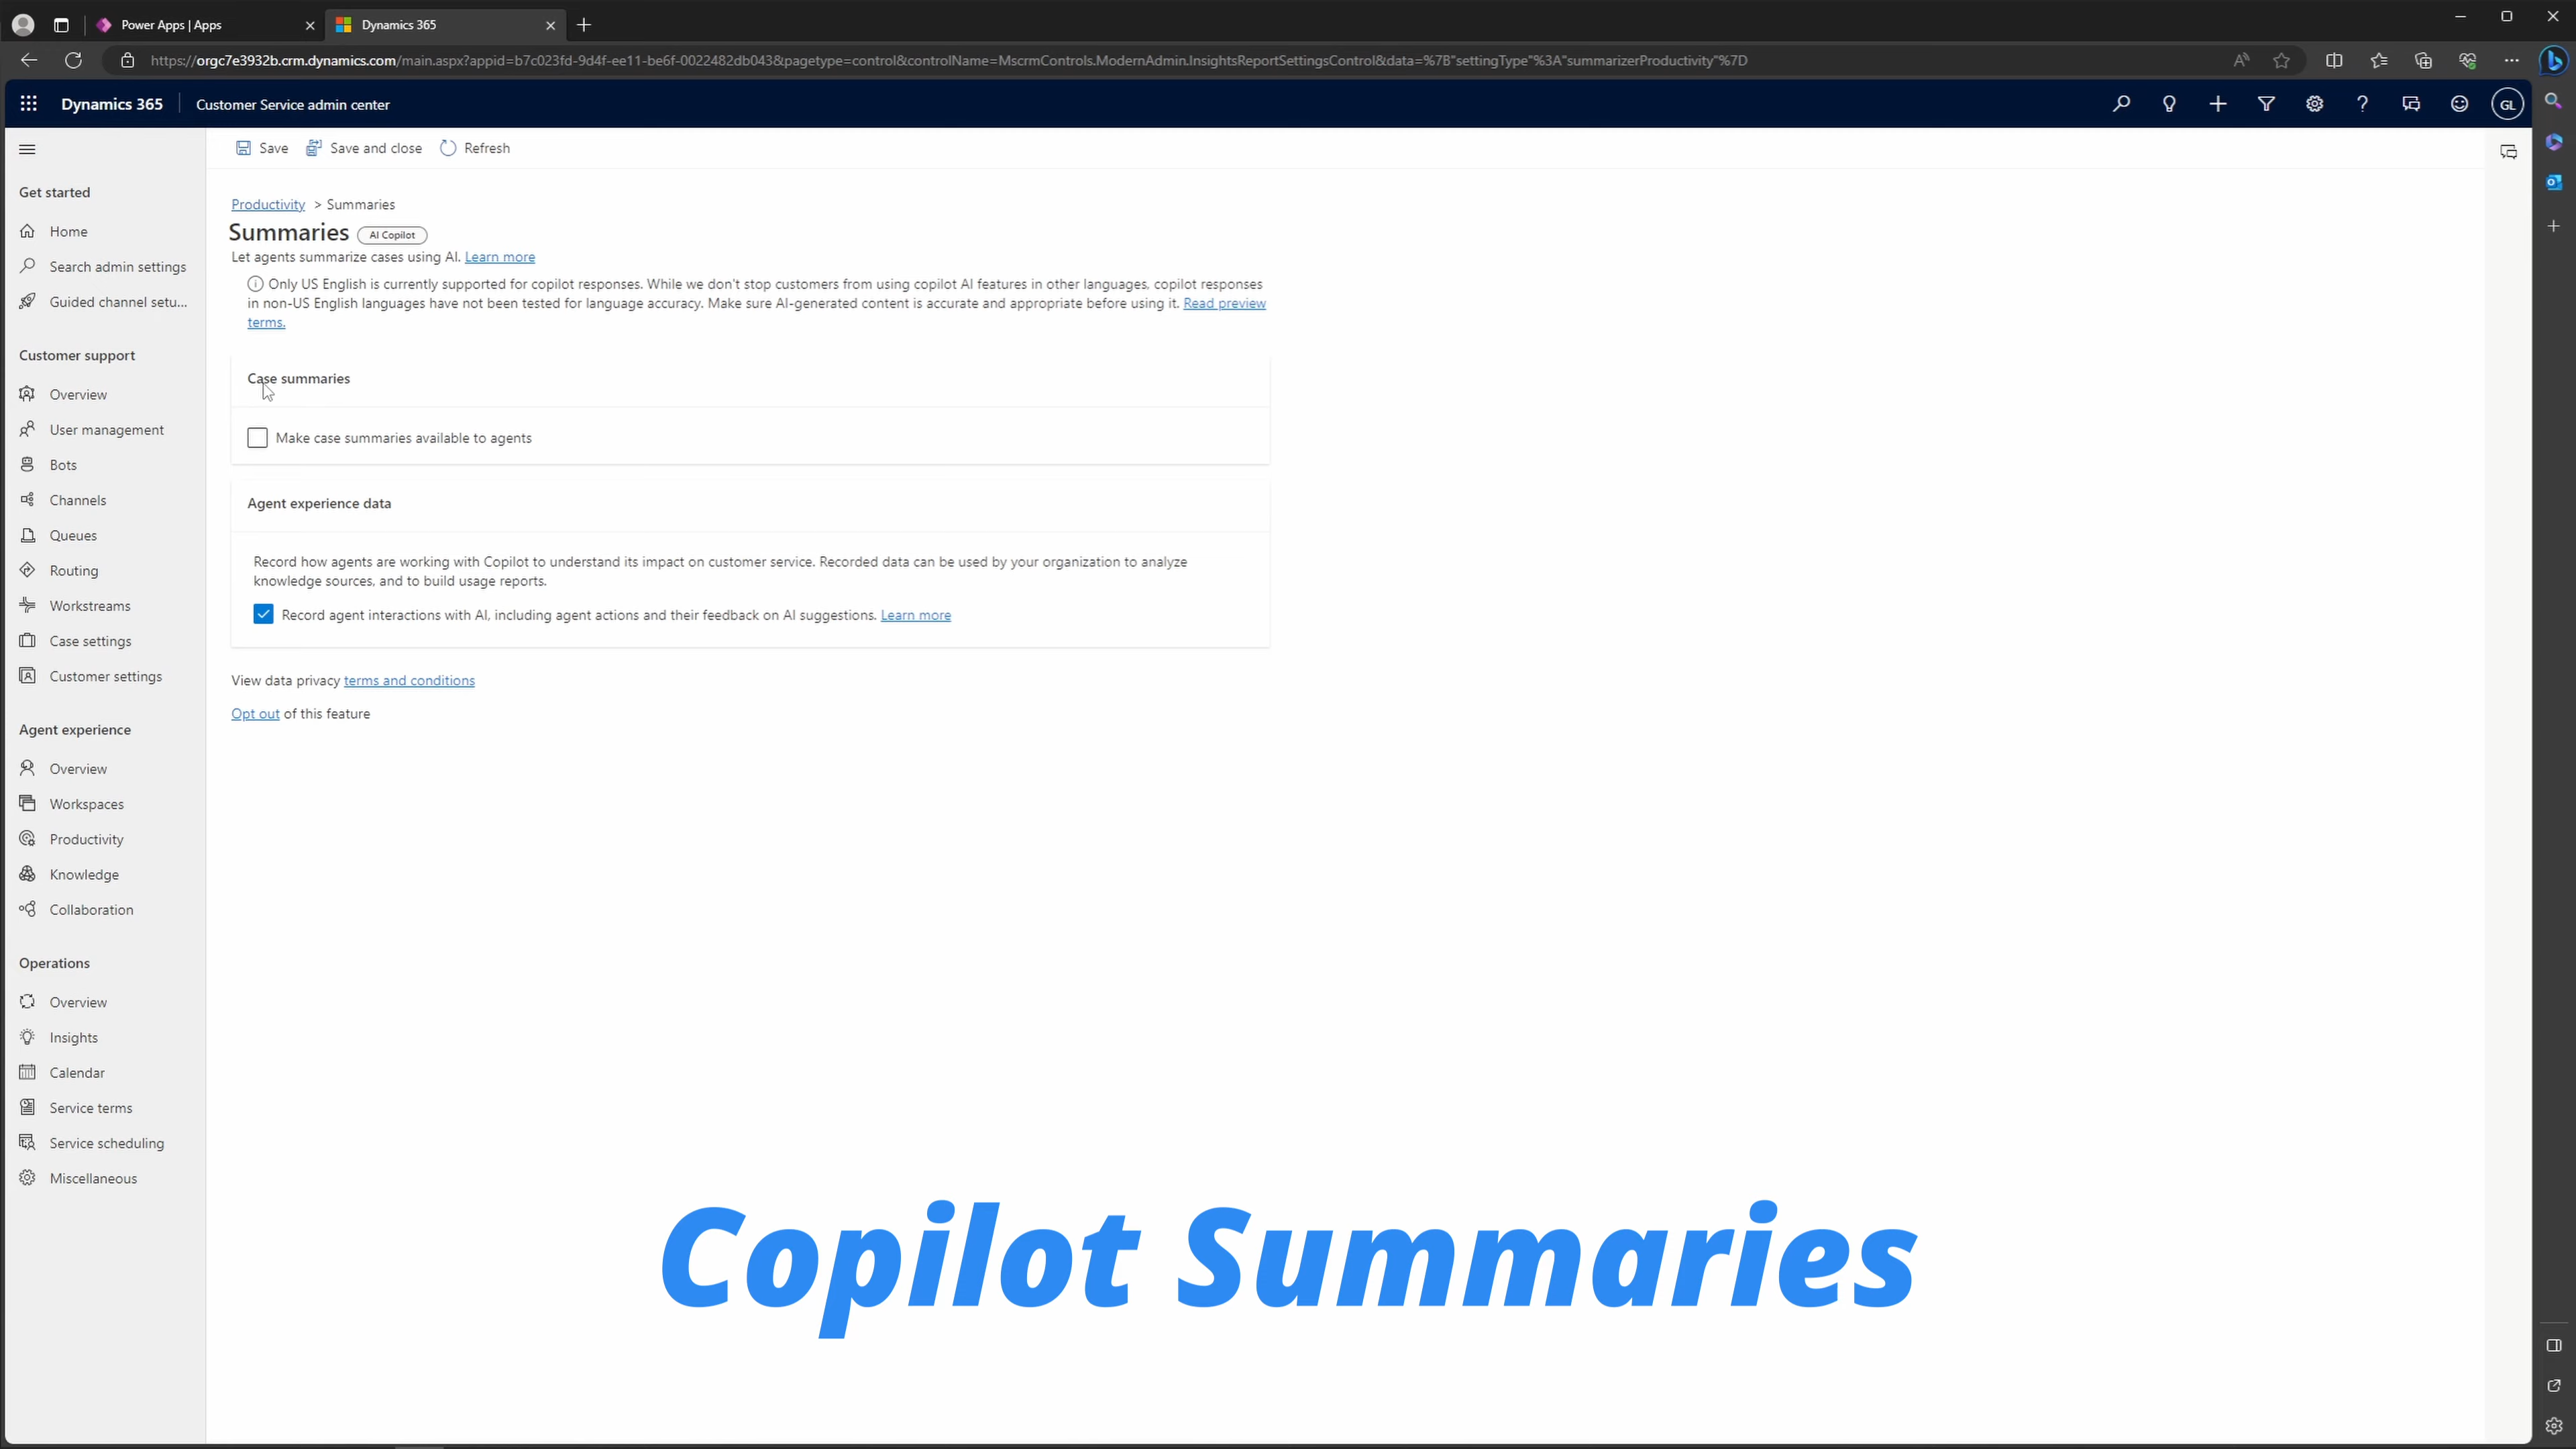 Power Apps | Apps
Dynamics 365
https://orgc7e3932b.crm.dynamics.com/main.aspx?appid=b7c023fd-9d4f-ee11-be6f-0022482db043&pagetype=control&controlName=MscrmControls.ModernAdmin.InsightsReportSettingsControl&data=%7B"settingType"%3A"summarizerProductivity"%7D
Dynamics 365
Customer Service admin center
GL
Save
Save and close
Refresh
Get started
Home
Search admin settings
Guided channel setu...
Customer support
Overview
User management
Bots
Channels
Queues
Routing
Workstreams
Case settings
Customer settings
Agent experience
Overview
Workspaces
Productivity
Knowledge
Collaboration
Operations
Overview
Insights
Calendar
Service terms
Service scheduling
Miscellaneous
Productivity > Summaries
Summaries AI Copilot
Let agents summarize cases using AI. Learn more
Only US English is currently supported for copilot responses. While we don't stop customers from using copilot AI features in other languages, copilot responses
in non-US English languages have not been tested for language accuracy. Make sure AI-generated content is accurate and appropriate before using it. Read preview
terms.
Case summaries
Make case summaries available to agents
Agent experience data
Record how agents are working with Copilot to understand its impact on customer service. Recorded data can be used by your organization to analyze
knowledge sources, and to build usage reports.
Record agent interactions with AI, including agent actions and their feedback on AI suggestions. Learn more
View data privacy terms and conditions
Opt out of this feature
Copilot Summaries